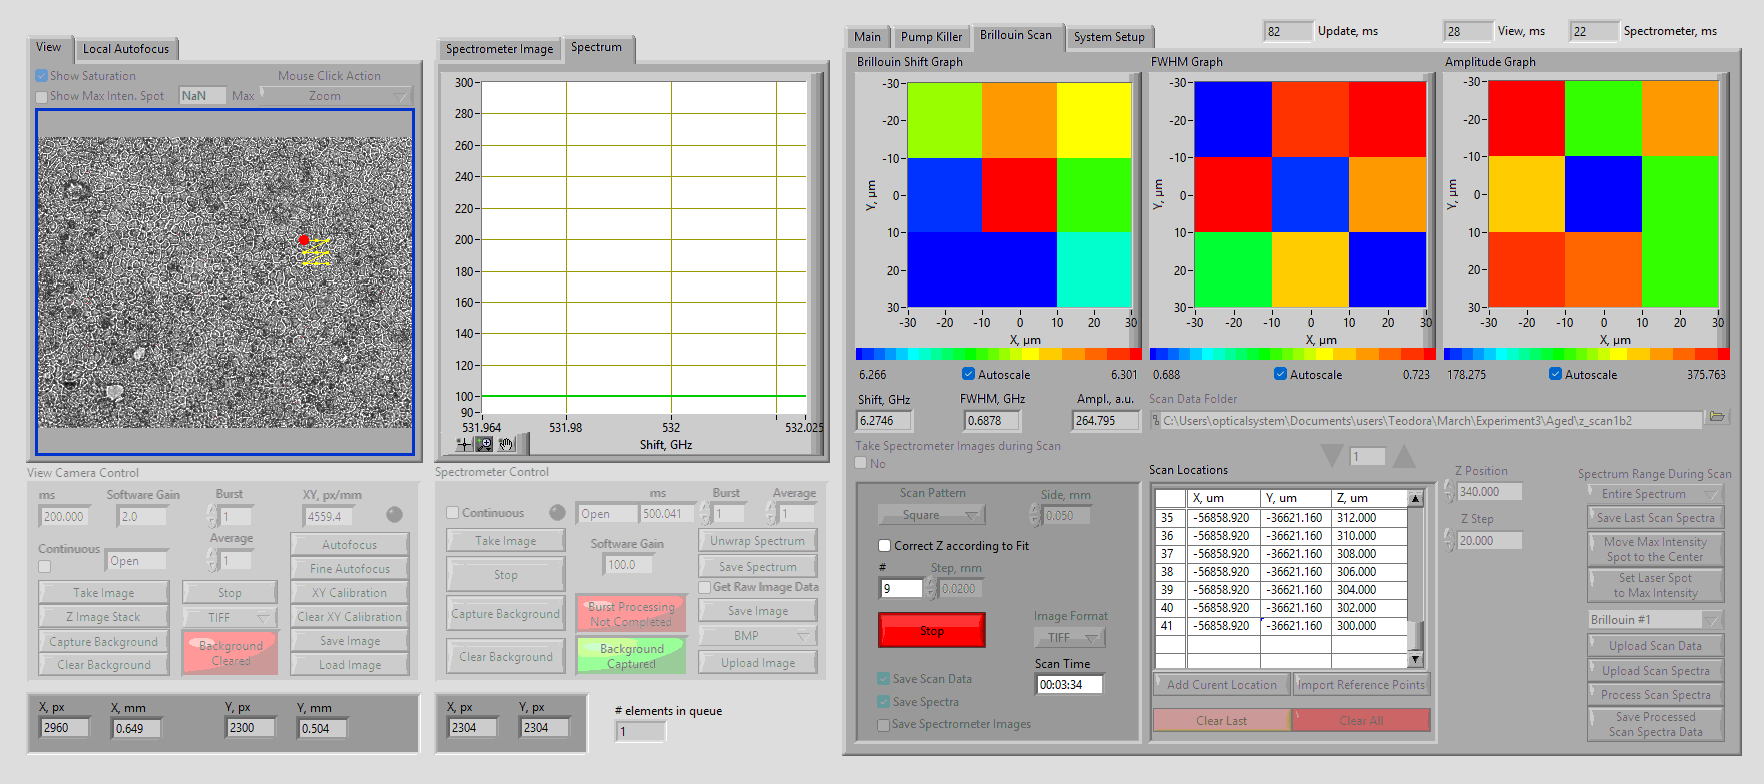 82 Update, ms 28 View, ms 22 Spectrometer, ms
View Local Autofocus
Show Saturation Mouse Click Action
Show Max Inten. Spot NaN Max Zoom
Spectrometer Image Spectrum
300
280
260
240
220
200
180
160
140
120
100
90
531.964 531.98 532 532.025
Shift, GHz
Main Pump Killer Brillouin Scan System Setup
Brillouin Shift Graph FWHM Graph Amplitude Graph
-30 -30 -30
-20 -20 -20
-10 -10 -10
0 0 0
10 10 10
20 20 20
30 30 30
Y, µm Y, µm Y, µm
-30 -20 -10 0 10 20 30 -30 -20 -10 0 10 20 30 -30 -20 -10 0 10 20 30
X, µm X, µm X, µm
6.266 Autoscale 6.301 0.688 Autoscale 0.723 178.275 Autoscale 375.763
Shift, GHz FWHM, GHz Ampl., a.u. Scan Data Folder
6.2746 0.6878 264.795 C:\Users\opticalsystem\Documents\users\Teodora\March\Experiment3\Aged\z_scan1b2
Take Spectrometer Images during Scan
No
1
View Camera Control
ms Software Gain Burst XY, px/mm
200.000 2.0 1 4559.4
Average
Continuous Open 1
Autofocus
Fine Autofocus
Take Image Stop XY Calibration
Z Image Stack TIFF Clear XY Calibration
Capture Background Save Image
Clear Background Load Image
Background
Cleared
X, px X, mm Y, px Y, mm
2960 0.649 2300 0.504
Spectrometer Control
ms Burst Average
Continuous Open 500.041 1 1
Take Image Software Gain Unwrap Spectrum
Stop 100.0 Save Spectrum
Get Raw Image Data
Capture Background Burst Processing
Not Completed Save Image
BMP
Clear Background Background
Captured Upload Image
X, px Y, px # elements in queue
2304 2304 1
Scan Pattern Side, mm
Square 0.050
Correct Z according to Fit
# Step, mm
9 0.0200
Stop Image Format
TIFF
Scan Time
Save Scan Data 00:03:34
Save Spectra
Save Spectrometer Images
Scan Locations
X, um Y, um Z, um
35 -56858.920 -36621.160 312.000
36 -56858.920 -36621.160 310.000
37 -56858.920 -36621.160 308.000
38 -56858.920 -36621.160 306.000
39 -56858.920 -36621.160 304.000
40 -56858.920 -36621.160 302.000
41 -56858.920 -36621.160 300.000
Add Curent Location Import Reference Points
Clear Last Clear All
Z Position
340.000
Z Step
20.000
Spectrum Range During Scan
Entire Spectrum
Save Last Scan Spectra
Move Max Intensity
Spot to the Center
Set Laser Spot
to Max Intensity
Brillouin #1
Upload Scan Data
Upload Scan Spectra
Process Scan Spectra
Save Processed
Scan Spectra Data